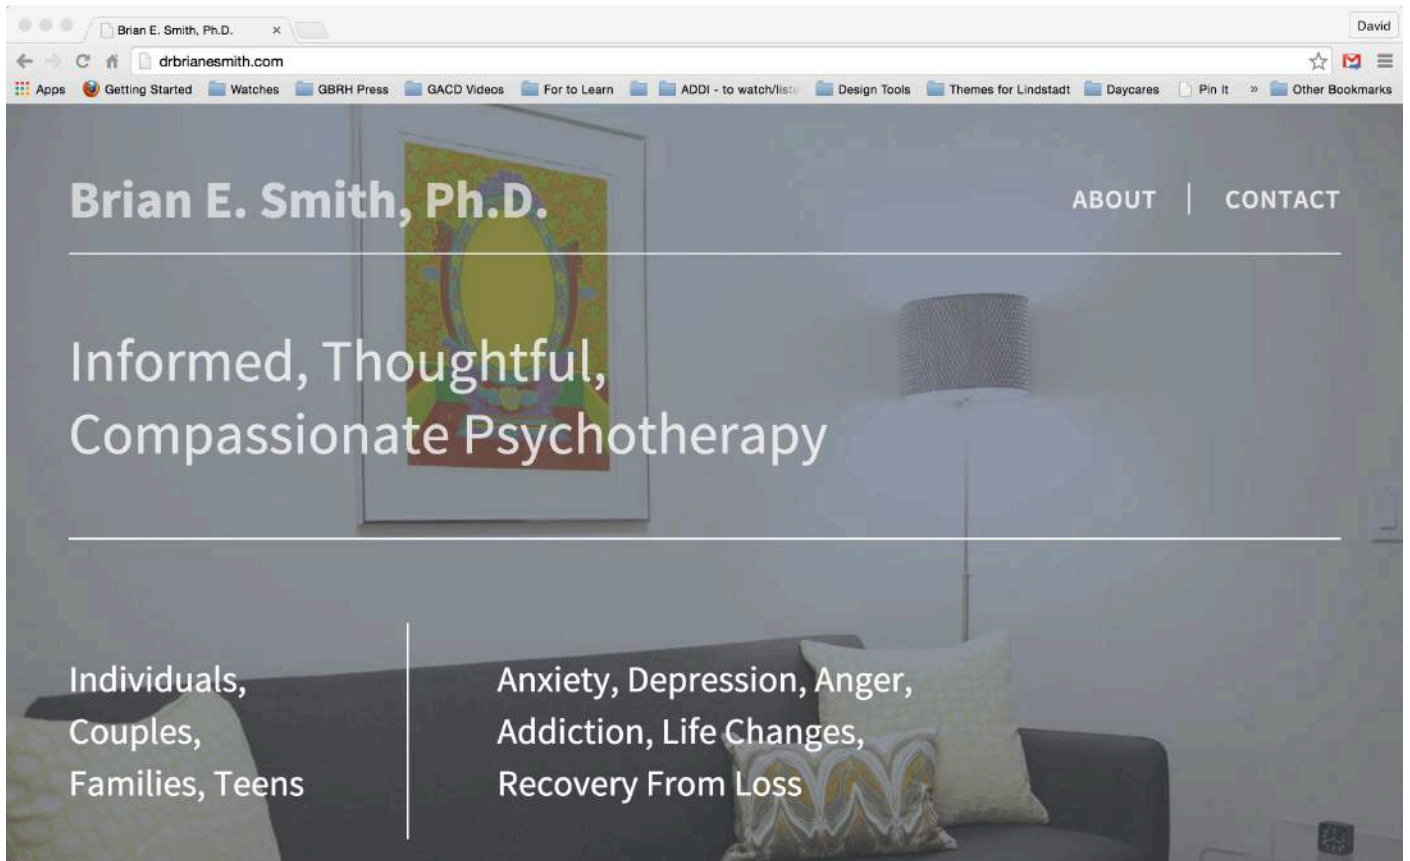 Brian E. Smith, Ph.D.
David
drbrianesmith.com
Apps Getting Started Watches GBRH Press GACD Videos For to Learn ADDI - to watch/liste Design Tools Themes for Lindstadt Daycares Pin It » Other Bookmarks
Brian E. Smith, Ph.D.
ABOUT | CONTACT
Informed, Thoughtful,
Compassionate Psychotherapy
Individuals,
Couples,
Families, Teens
Anxiety, Depression, Anger,
Addiction, Life Changes,
Recovery From Loss